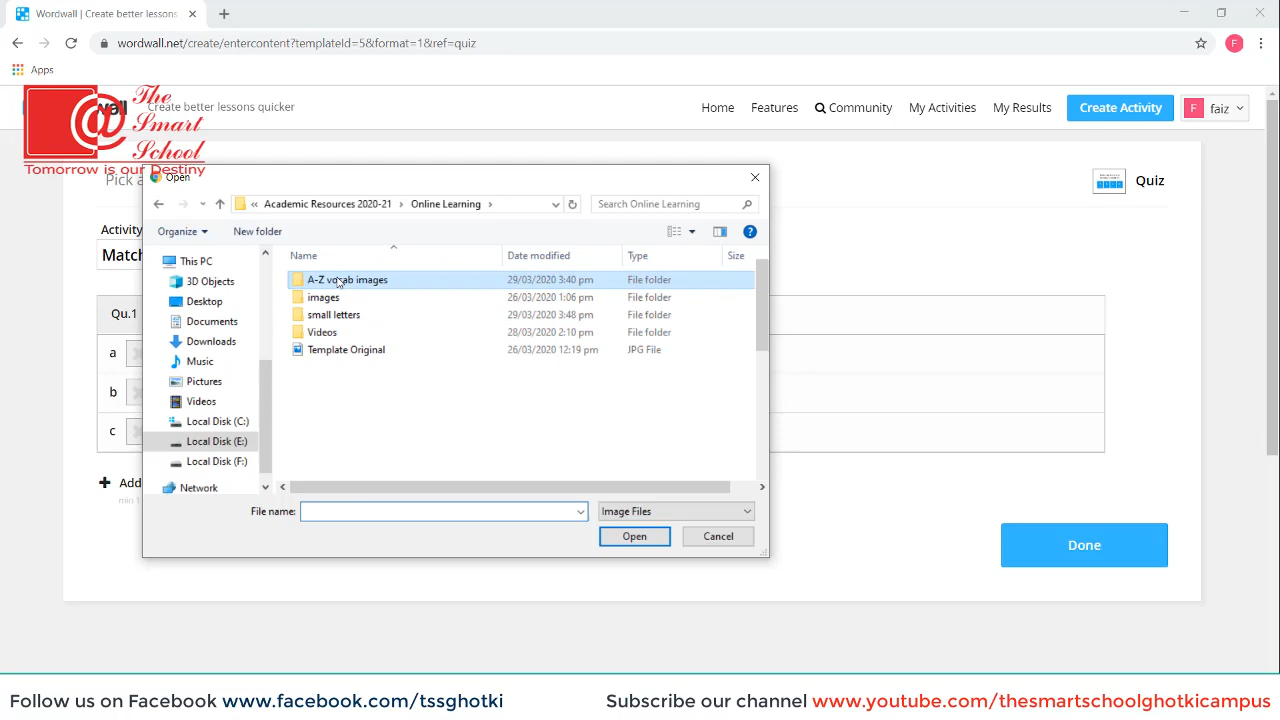 Wordwall | Create better lessons
wordwall.net/create/entercontent?templateId=5&format=1&ref=quiz
F
Apps
The Smart School
Tomorrow is our Destiny
wall
Create better lessons quicker
Home Features Community My Activities My Results Create Activity F faiz
Pick a
Quiz
Activity
Match
Qu.1
a
b
c
+ Add
min 1
Done
Open
« Academic Resources 2020-21 > Online Learning >
Search Online Learning
Organize New folder
Name Date modified Type Size
This PC
3D Objects
Desktop
Documents
Downloads
Music
Pictures
Videos
Local Disk (C:)
Local Disk (E:)
Local Disk (F:)
Network
A-Z vocab images 29/03/2020 3:40 pm File folder
images 26/03/2020 1:06 pm File folder
small letters 29/03/2020 3:48 pm File folder
Videos 28/03/2020 2:10 pm File folder
Template Original 26/03/2020 12:19 pm JPG File
File name:
Image Files
Open Cancel
Follow us on Facebook www.facebook.com/tssghotki
Subscribe our channel www.youtube.com/thesmartschoolghotkicampus